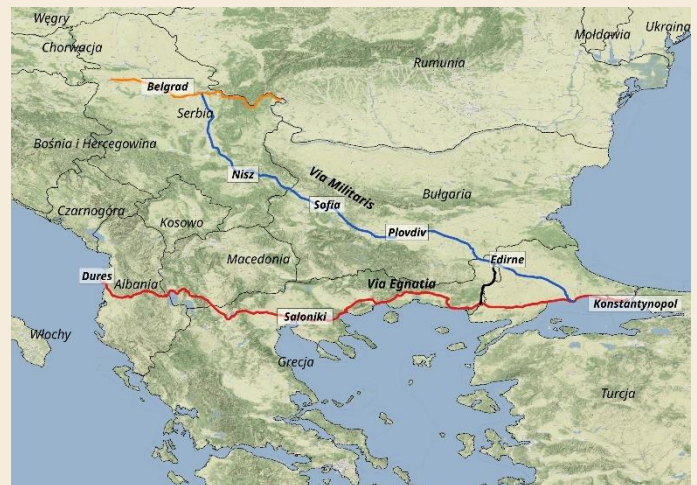 Węgry
Chorwacja
Rumunia
Mołdawia
Ukraina
Belgrad
Serbia
Bośnia i Hercegowina
Nisz
Via Militaris
Sofia
Bułgaria
Czarnogóra
Kosowo
Plovdiv
Macedonia
Edirne
Dures
Albania
Via Egnatia
Konstantynopol
Saloniki
Włochy
Grecja
Turcja